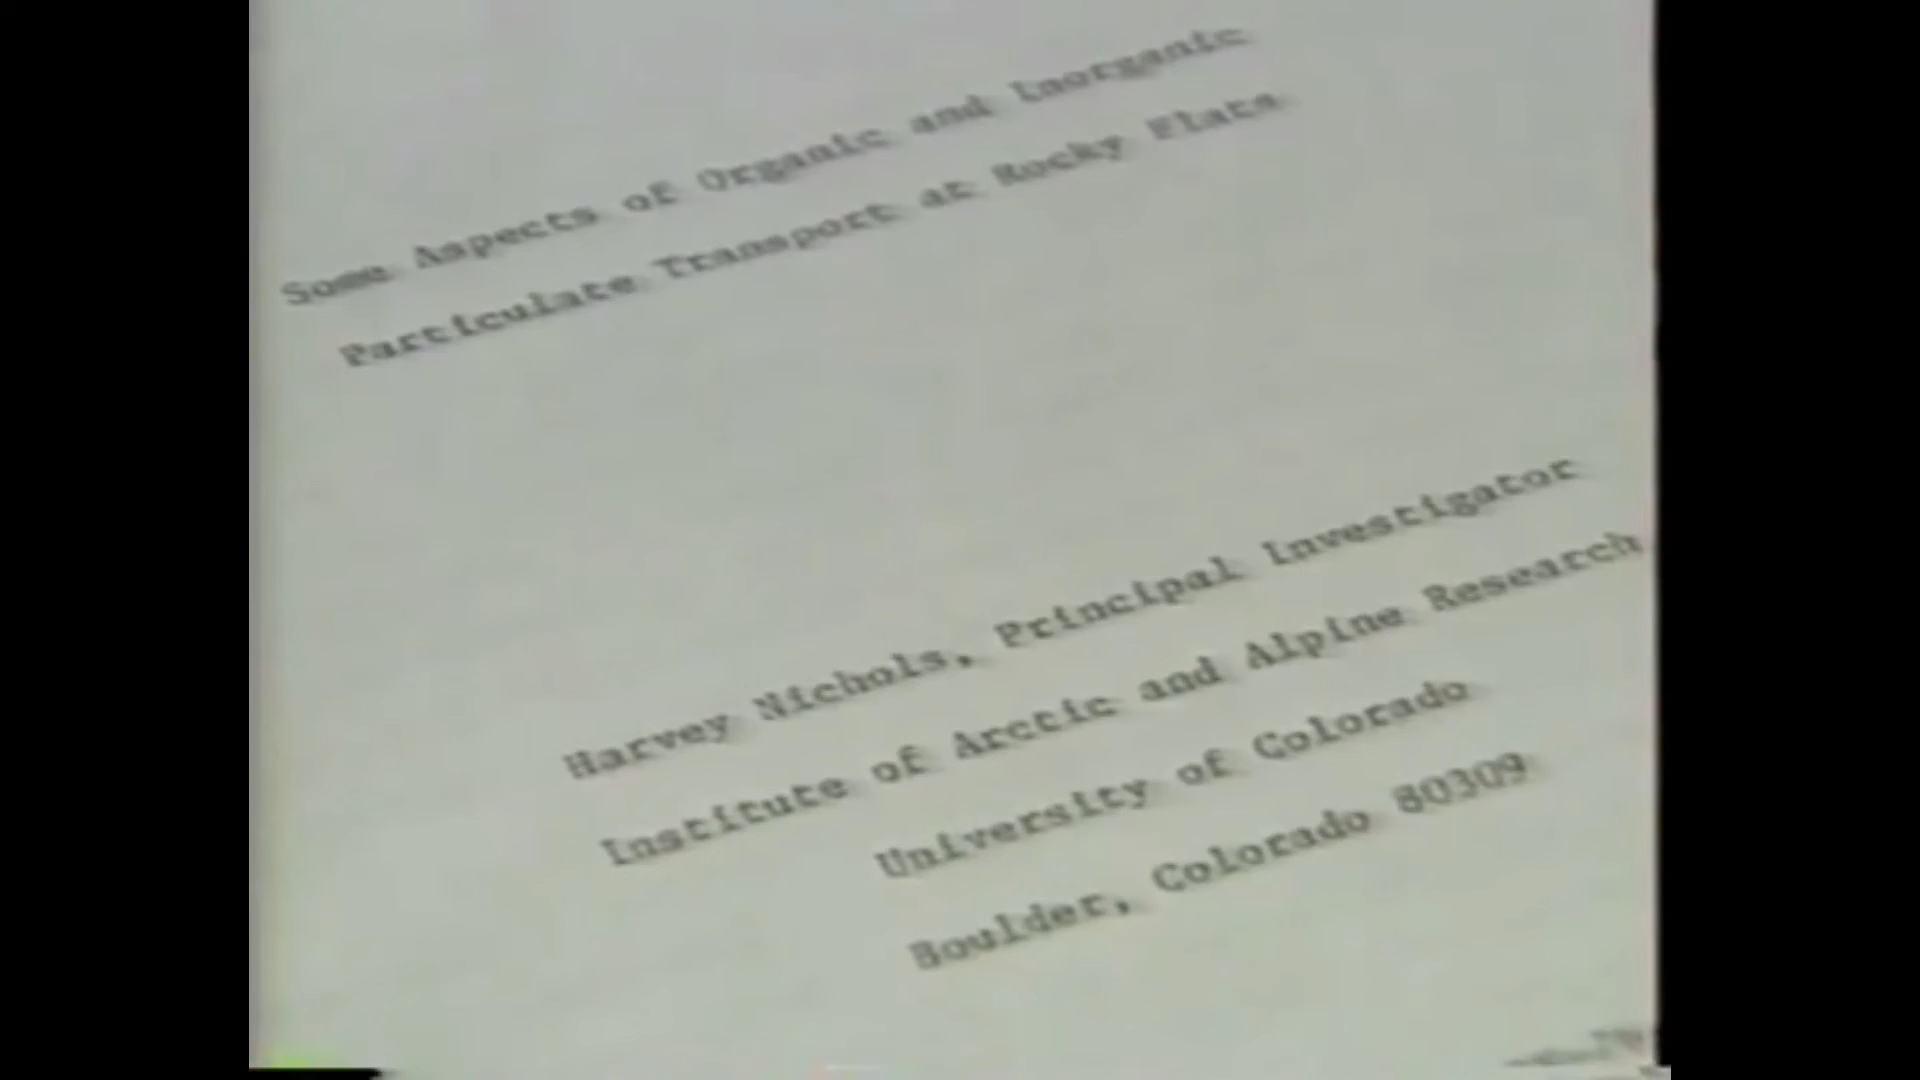 Some Aspects of Organic and Inorganic
Particulate Transport at Rocky Flats
Harvey Nichols, Principal Investigator
Institute of Arctic and Alpine Research
University of Colorado
Boulder, Colorado 80309